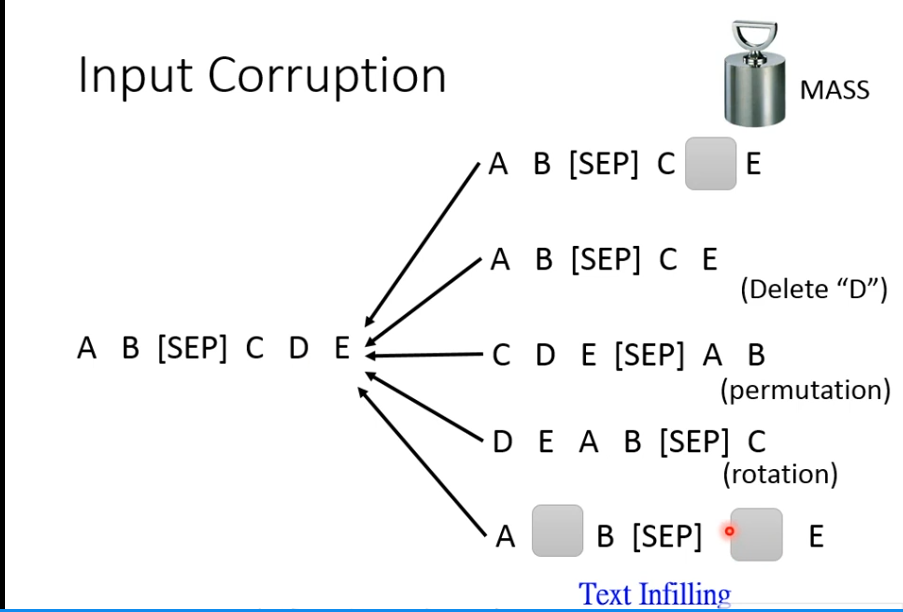 Input Corruption
MASS
A B [SEP] C E
A B [SEP] C E
(Delete “D”)
A B [SEP] C D E
C D E [SEP] A B
(permutation)
D E A B [SEP] C
(rotation)
A B [SEP] E
Text Infilling